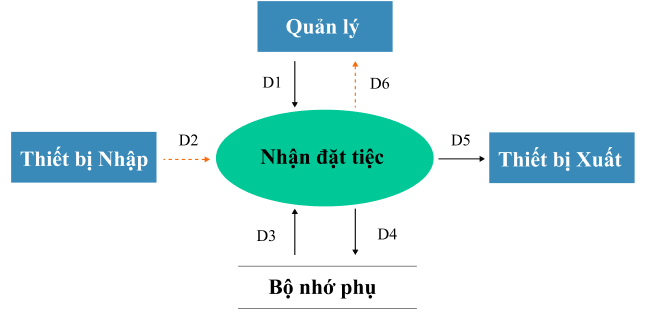 Quản lý
D1
D6
Thiết bị Nhập
D2
Nhận đặt tiệc
D5
Thiết bị Xuất
D3
D4
Bộ nhớ phụ